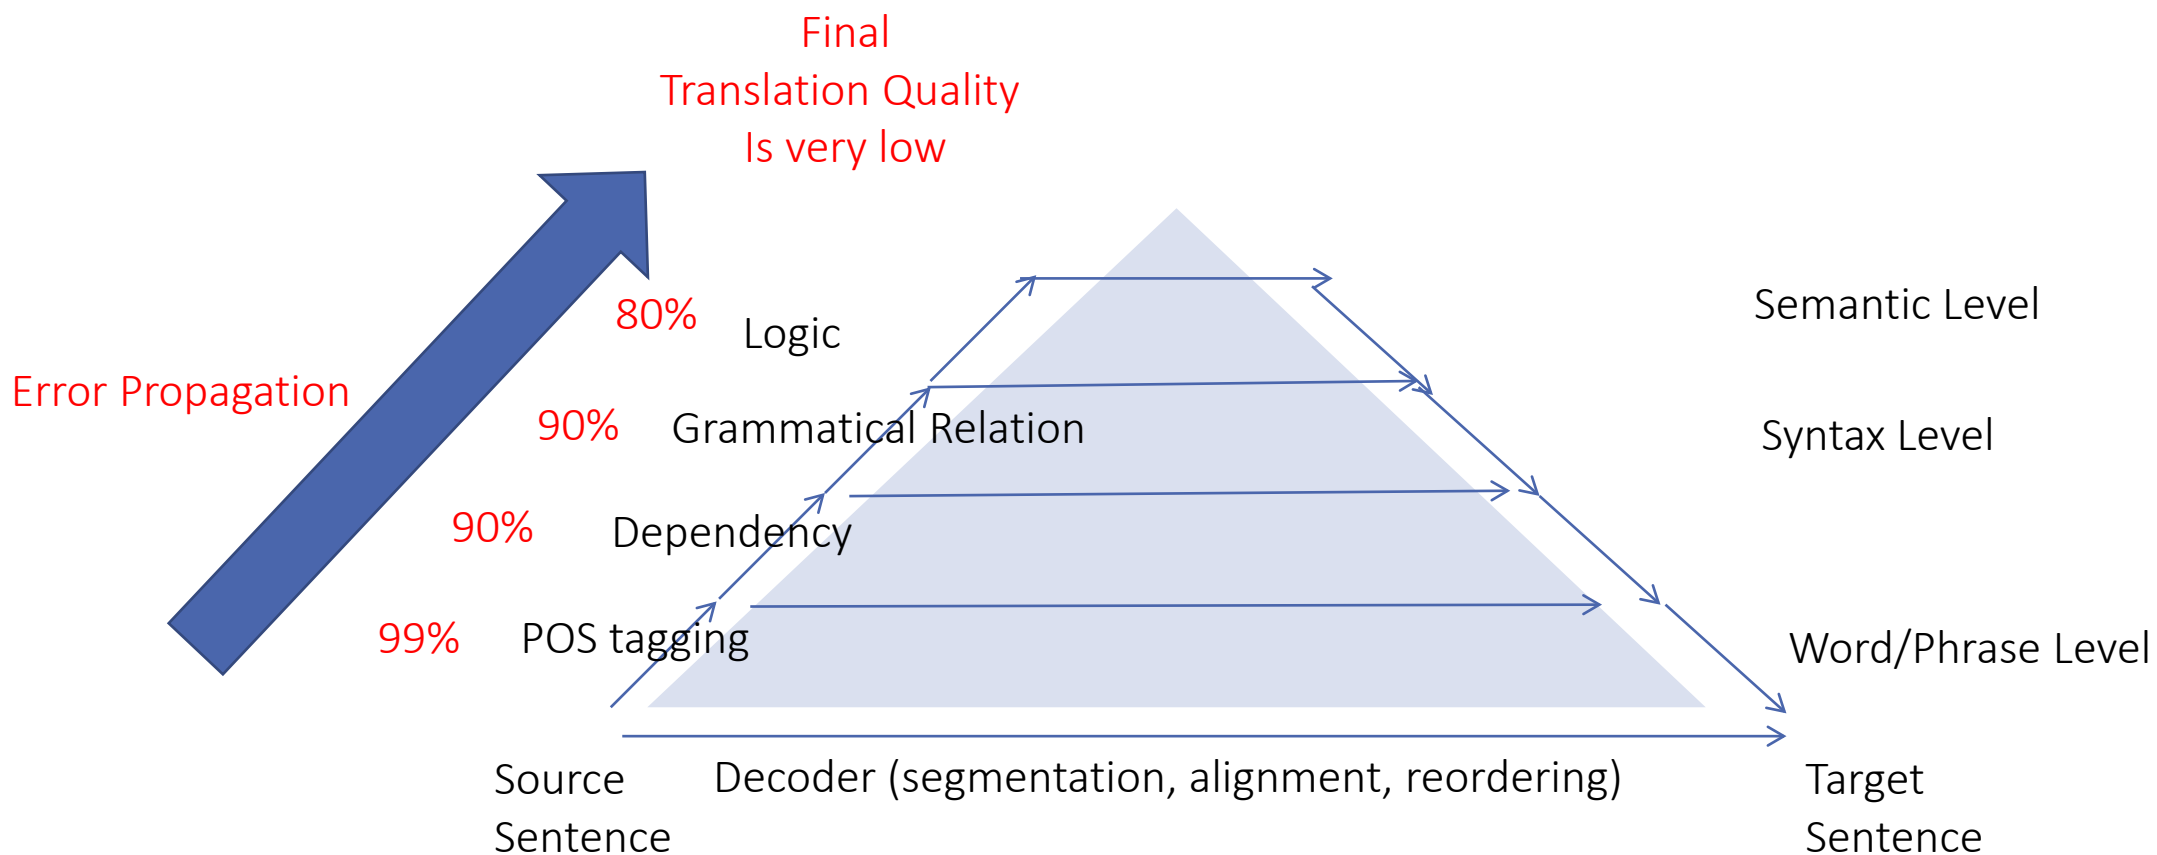 Final
Translation Quality
Is very low
80%
Logic
Semantic Level
Error Propagation
90%
Grammatical Relation
Syntax Level
90%
Dependency
99%
POS tagging
Word/Phrase Level
Source
Sentence
Decoder (segmentation, alignment, reordering)
Target
Sentence